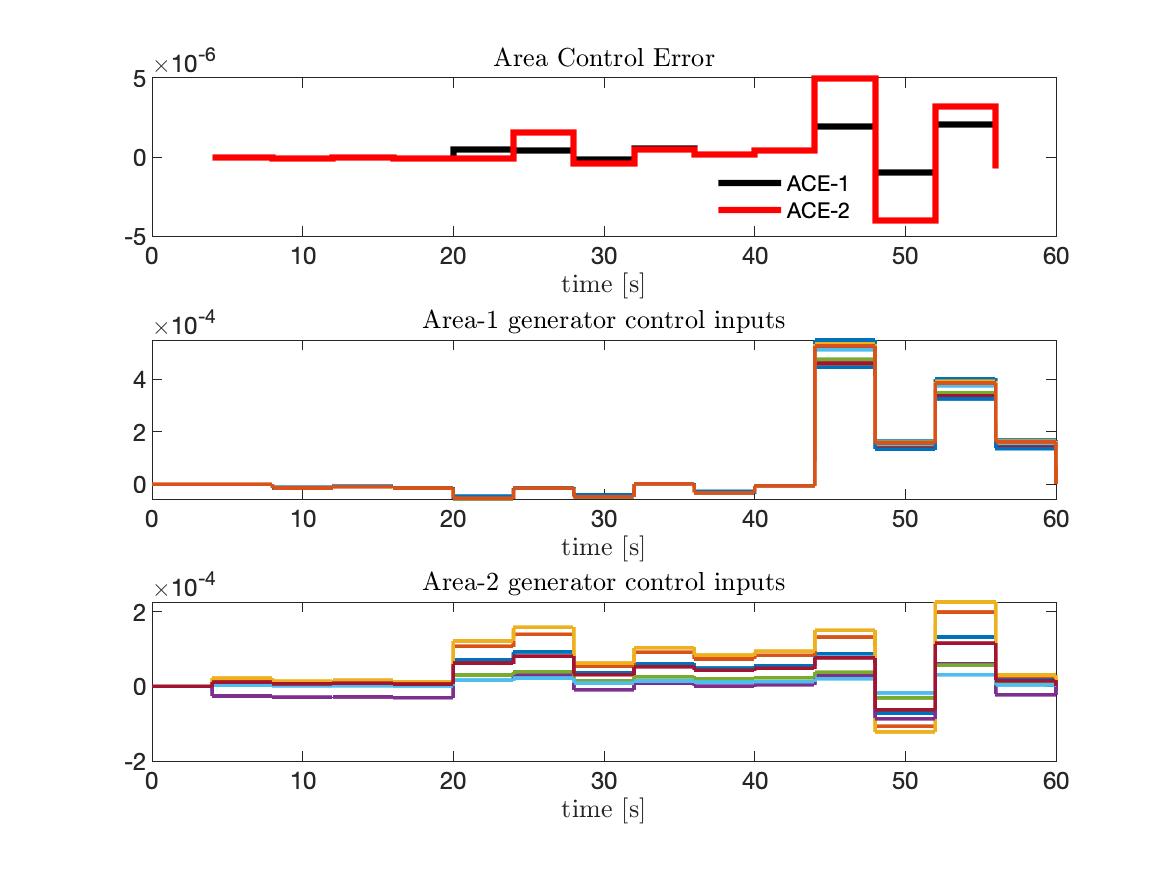 Area Control Error
×10-6
5
0
-5
ACE-1
ACE-2
0 10 20 30 40 50 60
time [s]
Area-1 generator control inputs
×10-4
4
2
0
0 10 20 30 40 50 60
time [s]
Area-2 generator control inputs
×10-4
2
0
-2
0 10 20 30 40 50 60
time [s]